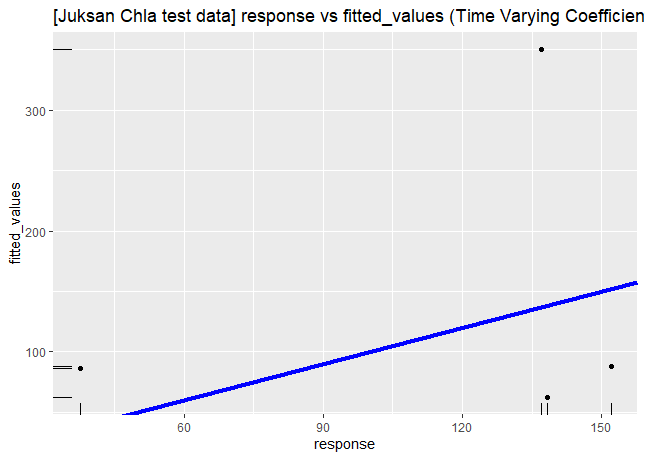 [Juksan Chla test data] response vs fitted_values (Time Varying Coefficien
300
200
100
fitted_values
60
90
120
150
response